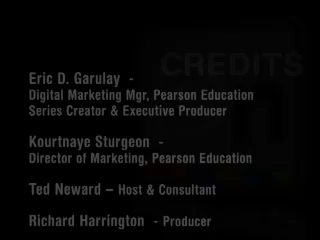 CREDITS
Eric D. Garulay -
Digital Marketing Mgr, Pearson Education
Series Creator & Executive Producer
Kourtnaye Sturgeon -
Director of Marketing, Pearson Education
Ted Neward – Host & Consultant
Richard Harrington - Producer